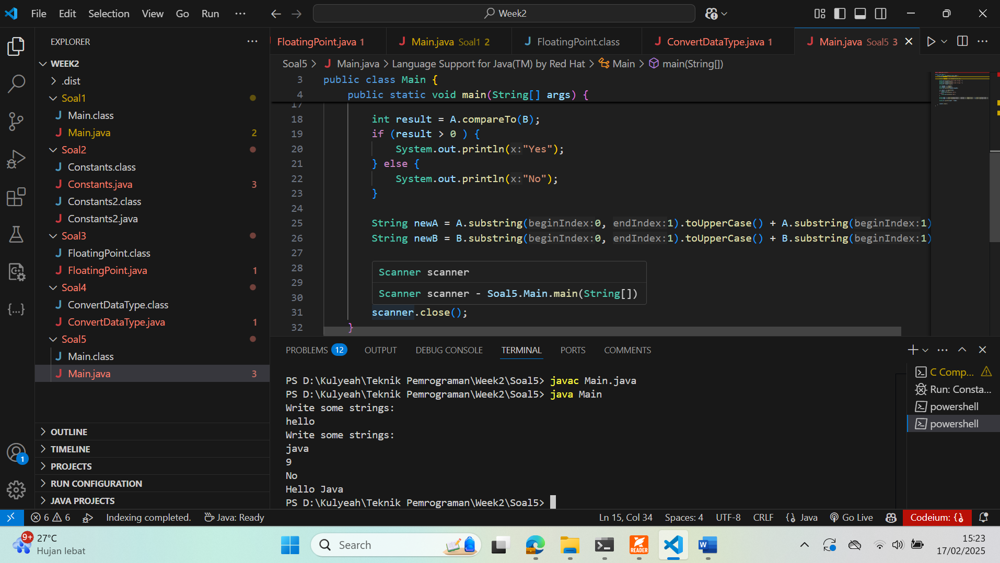 File Edit Selection View Go Run ···
Week2
EXPLORER
WEEK2
.dist
Soal1
Main.class
Main.java 2
Soal2
Constants.class
Constants.java 3
Constants2.class
Constants2.java
Soal3
FloatingPoint.class
FloatingPoint.java 1
Soal4
ConvertDataType.class
ConvertDataType.java 1
Soal5
Main.class
Main.java 3
OUTLINE
TIMELINE
PROJECTS
RUN CONFIGURATION
JAVA PROJECTS
1
FloatingPoint.java 1
Main.java Soal1 2
FloatingPoint.class
ConvertDataType.java 1
Main.java Soal5 3
Soal5 > Main.java > Language Support for Java(TM) by Red Hat > Main > main(String[])
3 public class Main {
4 public static void main(String[] args) {
17
18 int result = A.compareTo(B);
19 if (result > 0 ) {
20 System.out.println(x:"Yes");
21 } else {
22 System.out.println(x:"No");
23 }
24
25 String newA = A.substring(beginIndex:0, endIndex:1).toUpperCase() + A.substring(beginIndex:1)
26 String newB = B.substring(beginIndex:0, endIndex:1).toUpperCase() + B.substring(beginIndex:1)
27
28 Scanner scanner
29
30 Scanner scanner - Soal5.Main.main(String[])
31 scanner.close();
32 }
PROBLEMS 12 OUTPUT DEBUG CONSOLE TERMINAL PORTS COMMENTS
PS D:\Kulyeah\Teknik Pemrograman\Week2\Soal5> javac Main.java
PS D:\Kulyeah\Teknik Pemrograman\Week2\Soal5> java Main
Write some strings:
hello
Write some strings:
java
9
No
Hello Java
PS D:\Kulyeah\Teknik Pemrograman\Week2\Soal5>
C Comp...
Run: Consta...
powershell
powershell
6 6 Indexing completed. Java: Ready Ln 15, Col 34 Spaces: 4 UTF-8 CRLF Java Go Live Codeium: {}
9+ 27°C
Hujan lebat
Search
READER
W
15:23
17/02/2025